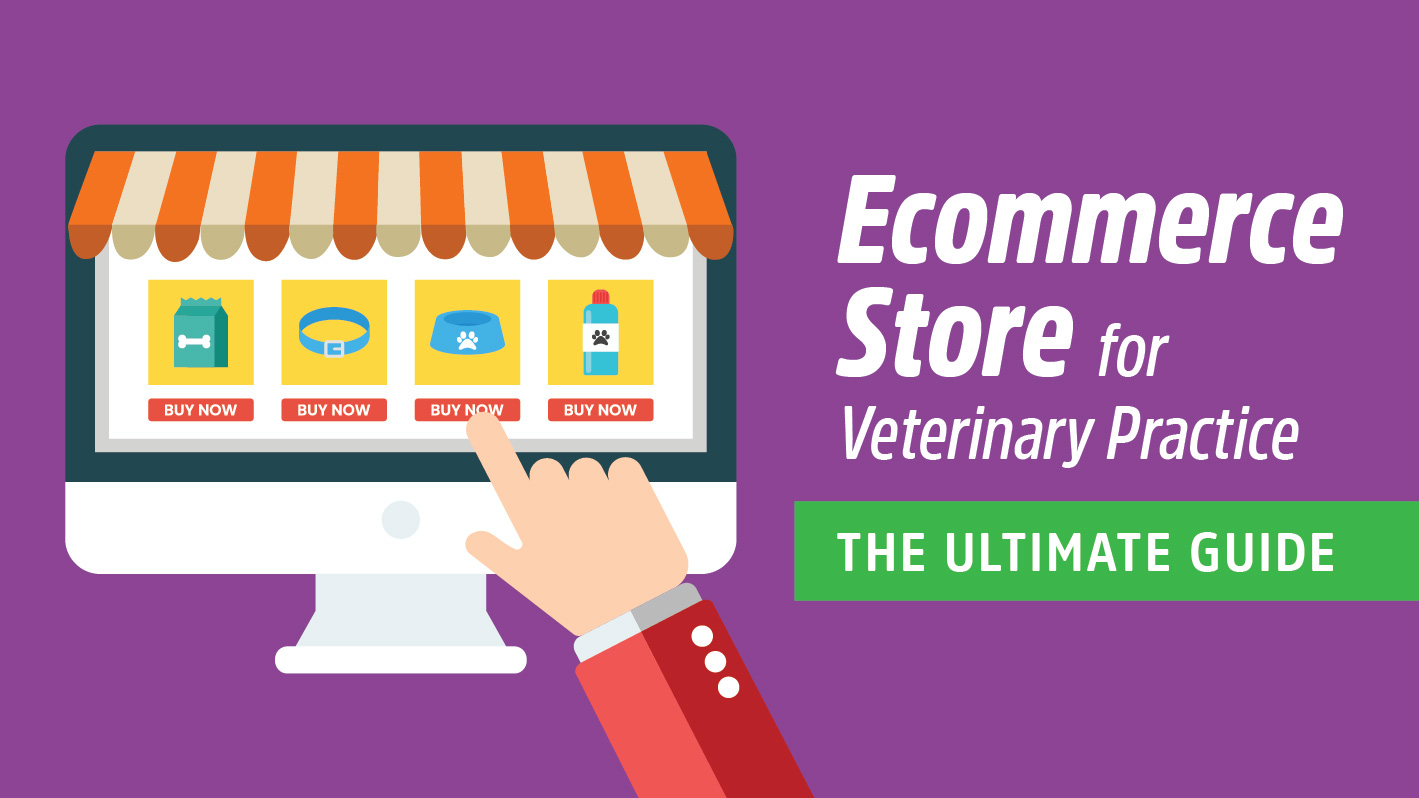 BUY NOW BUY NOW BUY NOW BUY NOW
Ecommerce
Store for
Veterinary Practice
THE ULTIMATE GUIDE